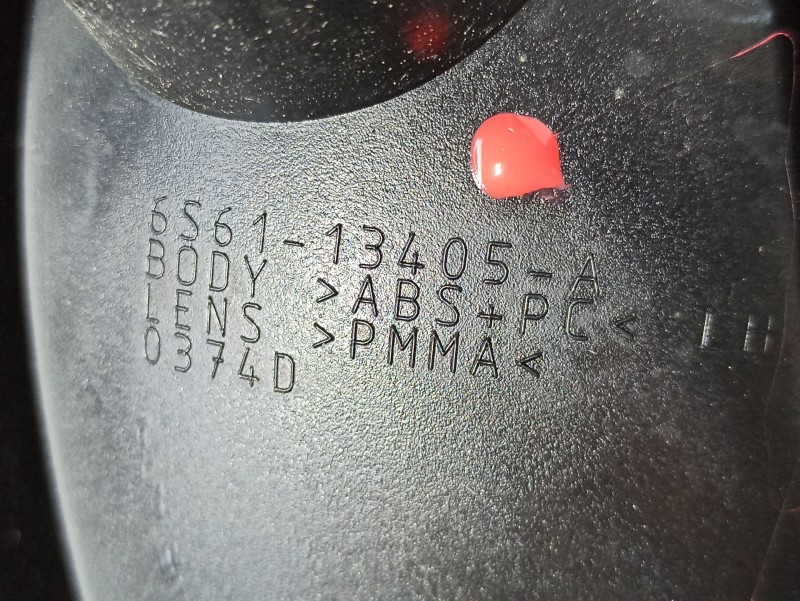 6S61-13405-A
BODY >ABS+PC< LH
LENS >PMMA<
0374D